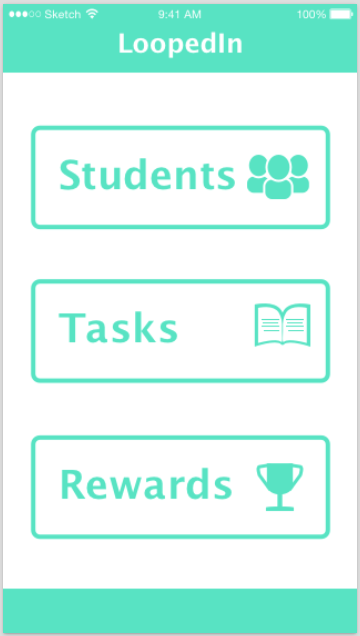 Sketch 9:41 AM 100%
LoopedIn
Students
Tasks
Rewards